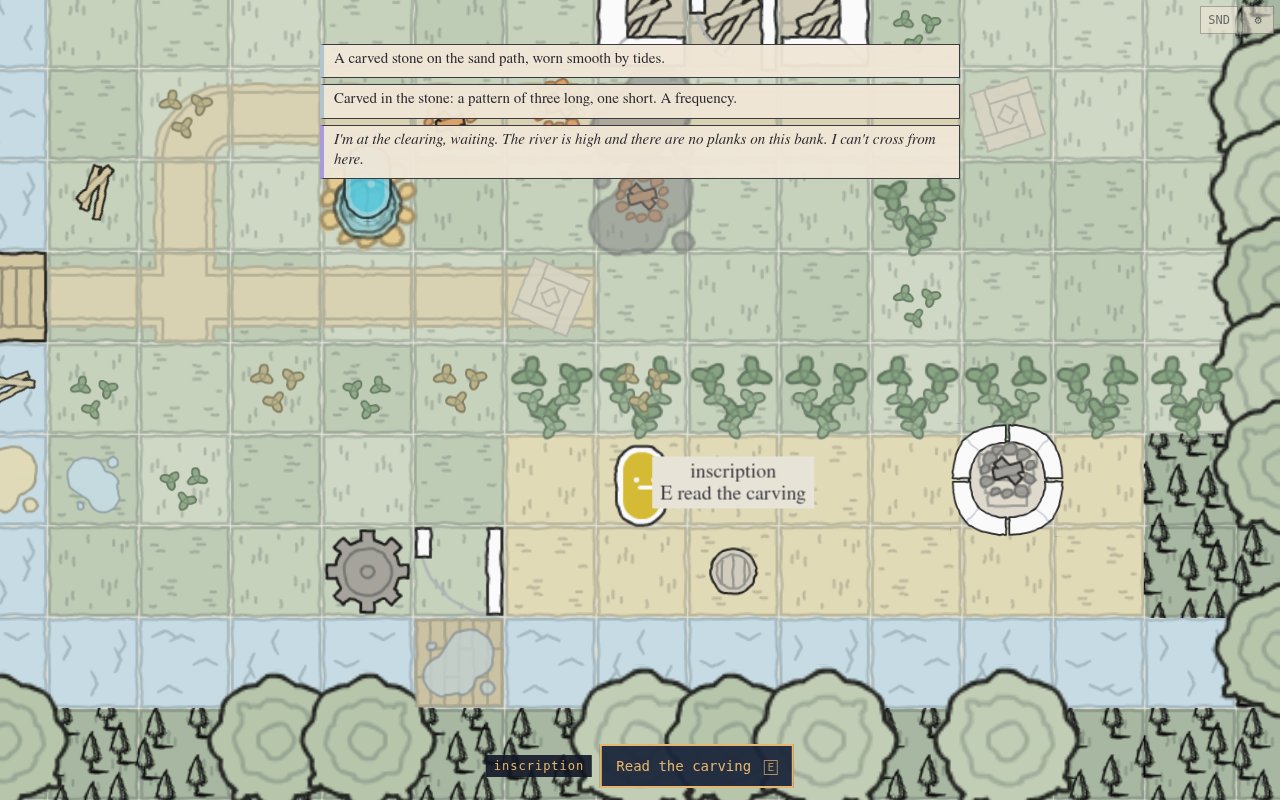 SND
A carved stone on the sand path, worn smooth by tides.
Carved in the stone: a pattern of three long, one short. A frequency.
I'm at the clearing, waiting. The river is high and there are no planks on this bank. I can't cross from
here.
inscription
E read the carving
inscription
Read the carving E